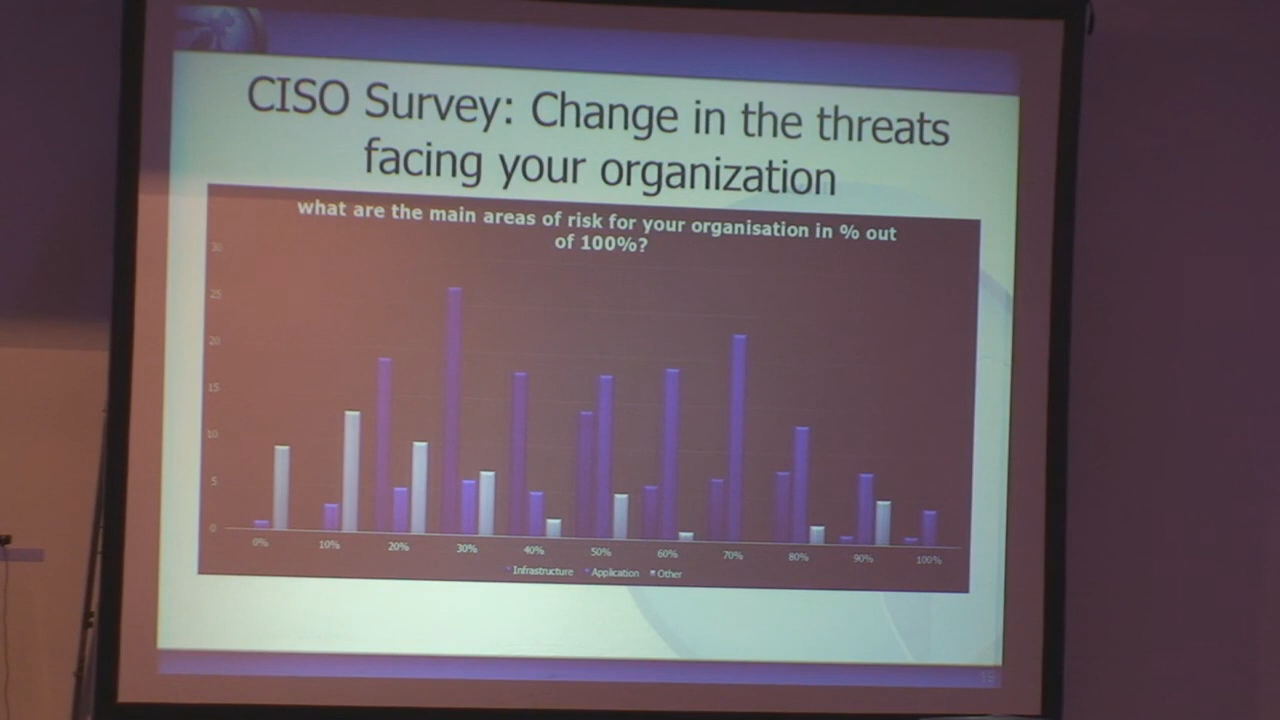 CISO Survey: Change in the threats
facing your organization
what are the main areas of risk for your organisation in % out
of 100%?
30
25
20
15
10
5
0
0% 10% 20% 30% 40% 50% 60% 70% 80% 90% 100%
Infrastructure Application Other